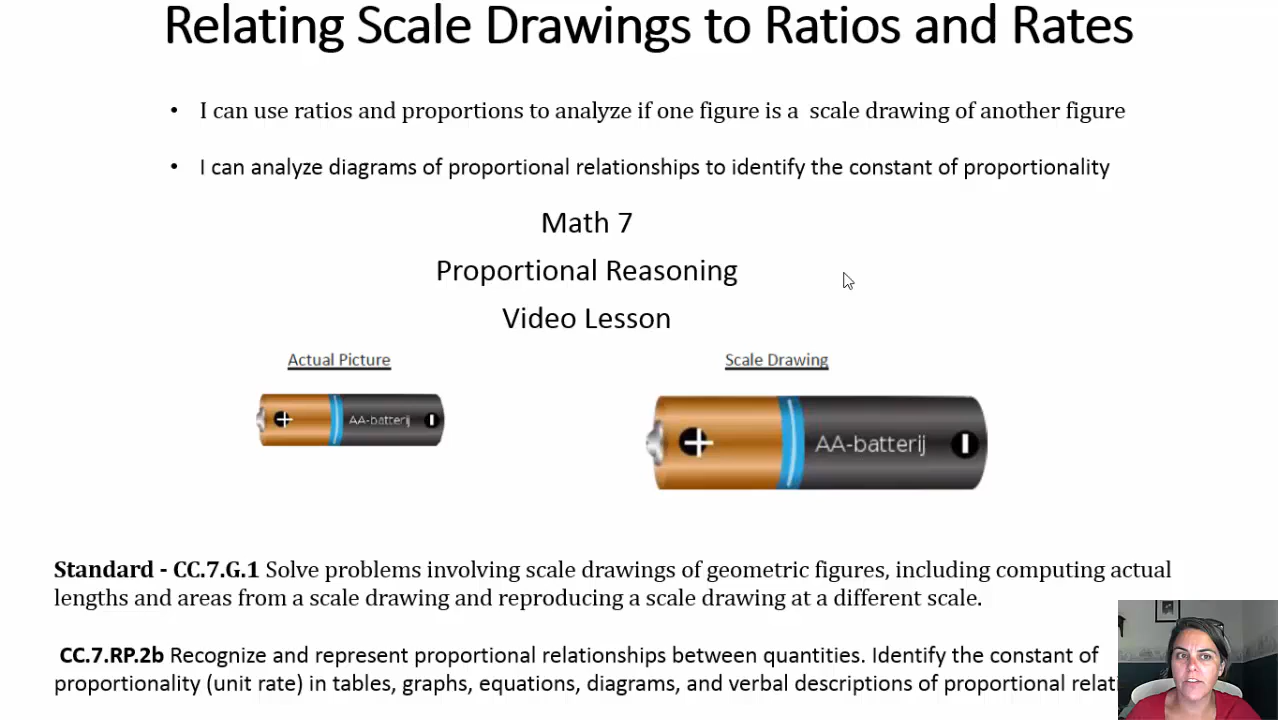 Relating Scale Drawings to Ratios and Rates
• I can use ratios and proportions to analyze if one figure is a scale drawing of another figure
• I can analyze diagrams of proportional relationships to identify the constant of proportionality
Math 7
Proportional Reasoning
Video Lesson
Actual Picture
Scale Drawing
+ AA-batterij
+ AA-batterij
Standard - CC.7.G.1 Solve problems involving scale drawings of geometric figures, including computing actual
lengths and areas from a scale drawing and reproducing a scale drawing at a different scale.
CC.7.RP.2b Recognize and represent proportional relationships between quantities. Identify the constant of
proportionality (unit rate) in tables, graphs, equations, diagrams, and verbal descriptions of proportional